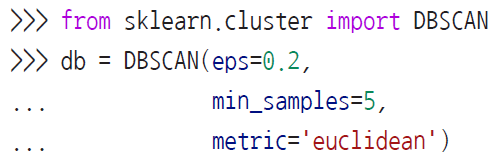 >>> from sklearn.cluster import DBSCAN
>>> db = DBSCAN(eps=0.2,
...             min_samples=5,
...             metric='euclidean')